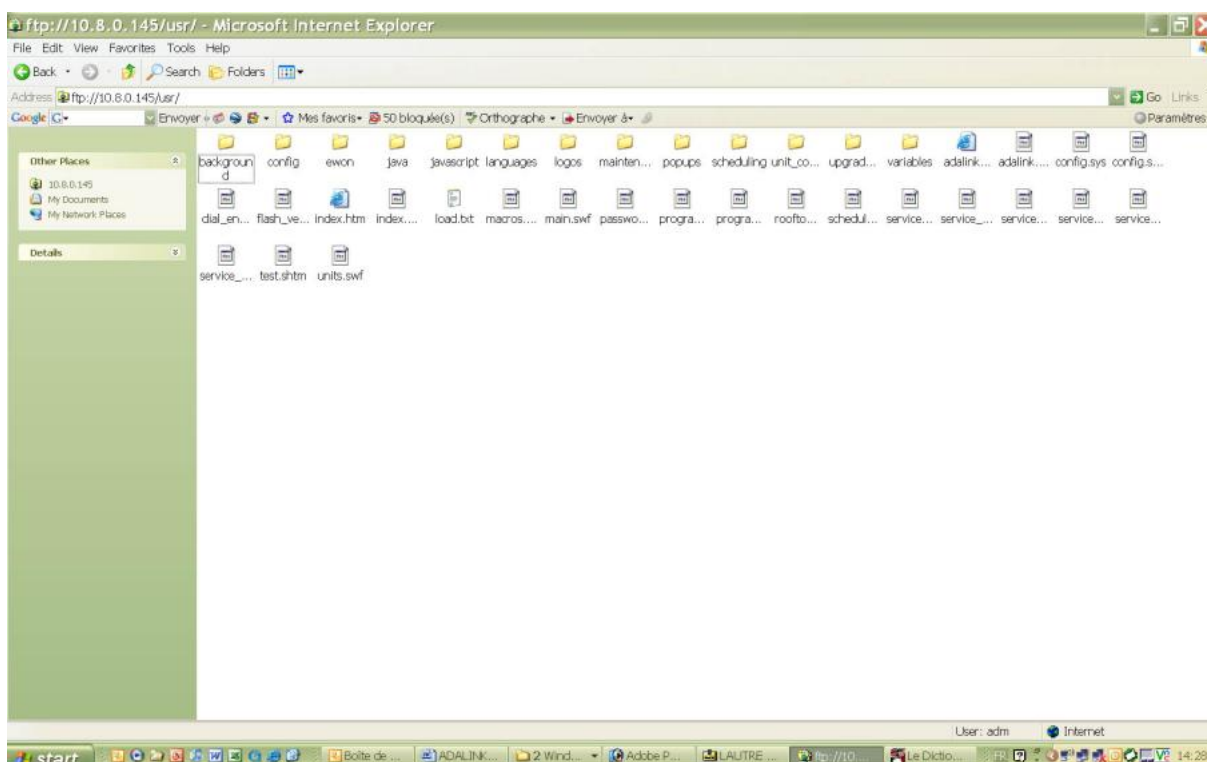 ftp://10.8.0.145/usr/ - Microsoft Internet Explorer
File Edit View Favorites Tools Help
Back Search Folders
Address ftp://10.8.0.145/usr/ Go Links
Google G Envoyer Mes favoris 50 bloquée(s) Orthographe Envoyer à Paramètres
Other Places
10.8.0.145
My Documents
My Network Places
Details
background config ewon java javascript languages logos mainten... popups scheduling unit_co... upgrad... variables adalink... adalink.... config.sys config.s...
dial_en... flash_ve... index.htm index.... load.txt macros.... main.swf passwo... progra... progra... roofto... schedul... service... service_... service... service... service...
service_... test.shtm units.swf
User: adm Internet
start Boîte de ... ADALINK... 2 Wind... Adobe P... LAUTRE ... ftp://10.... Le Dictio... FR 14:28